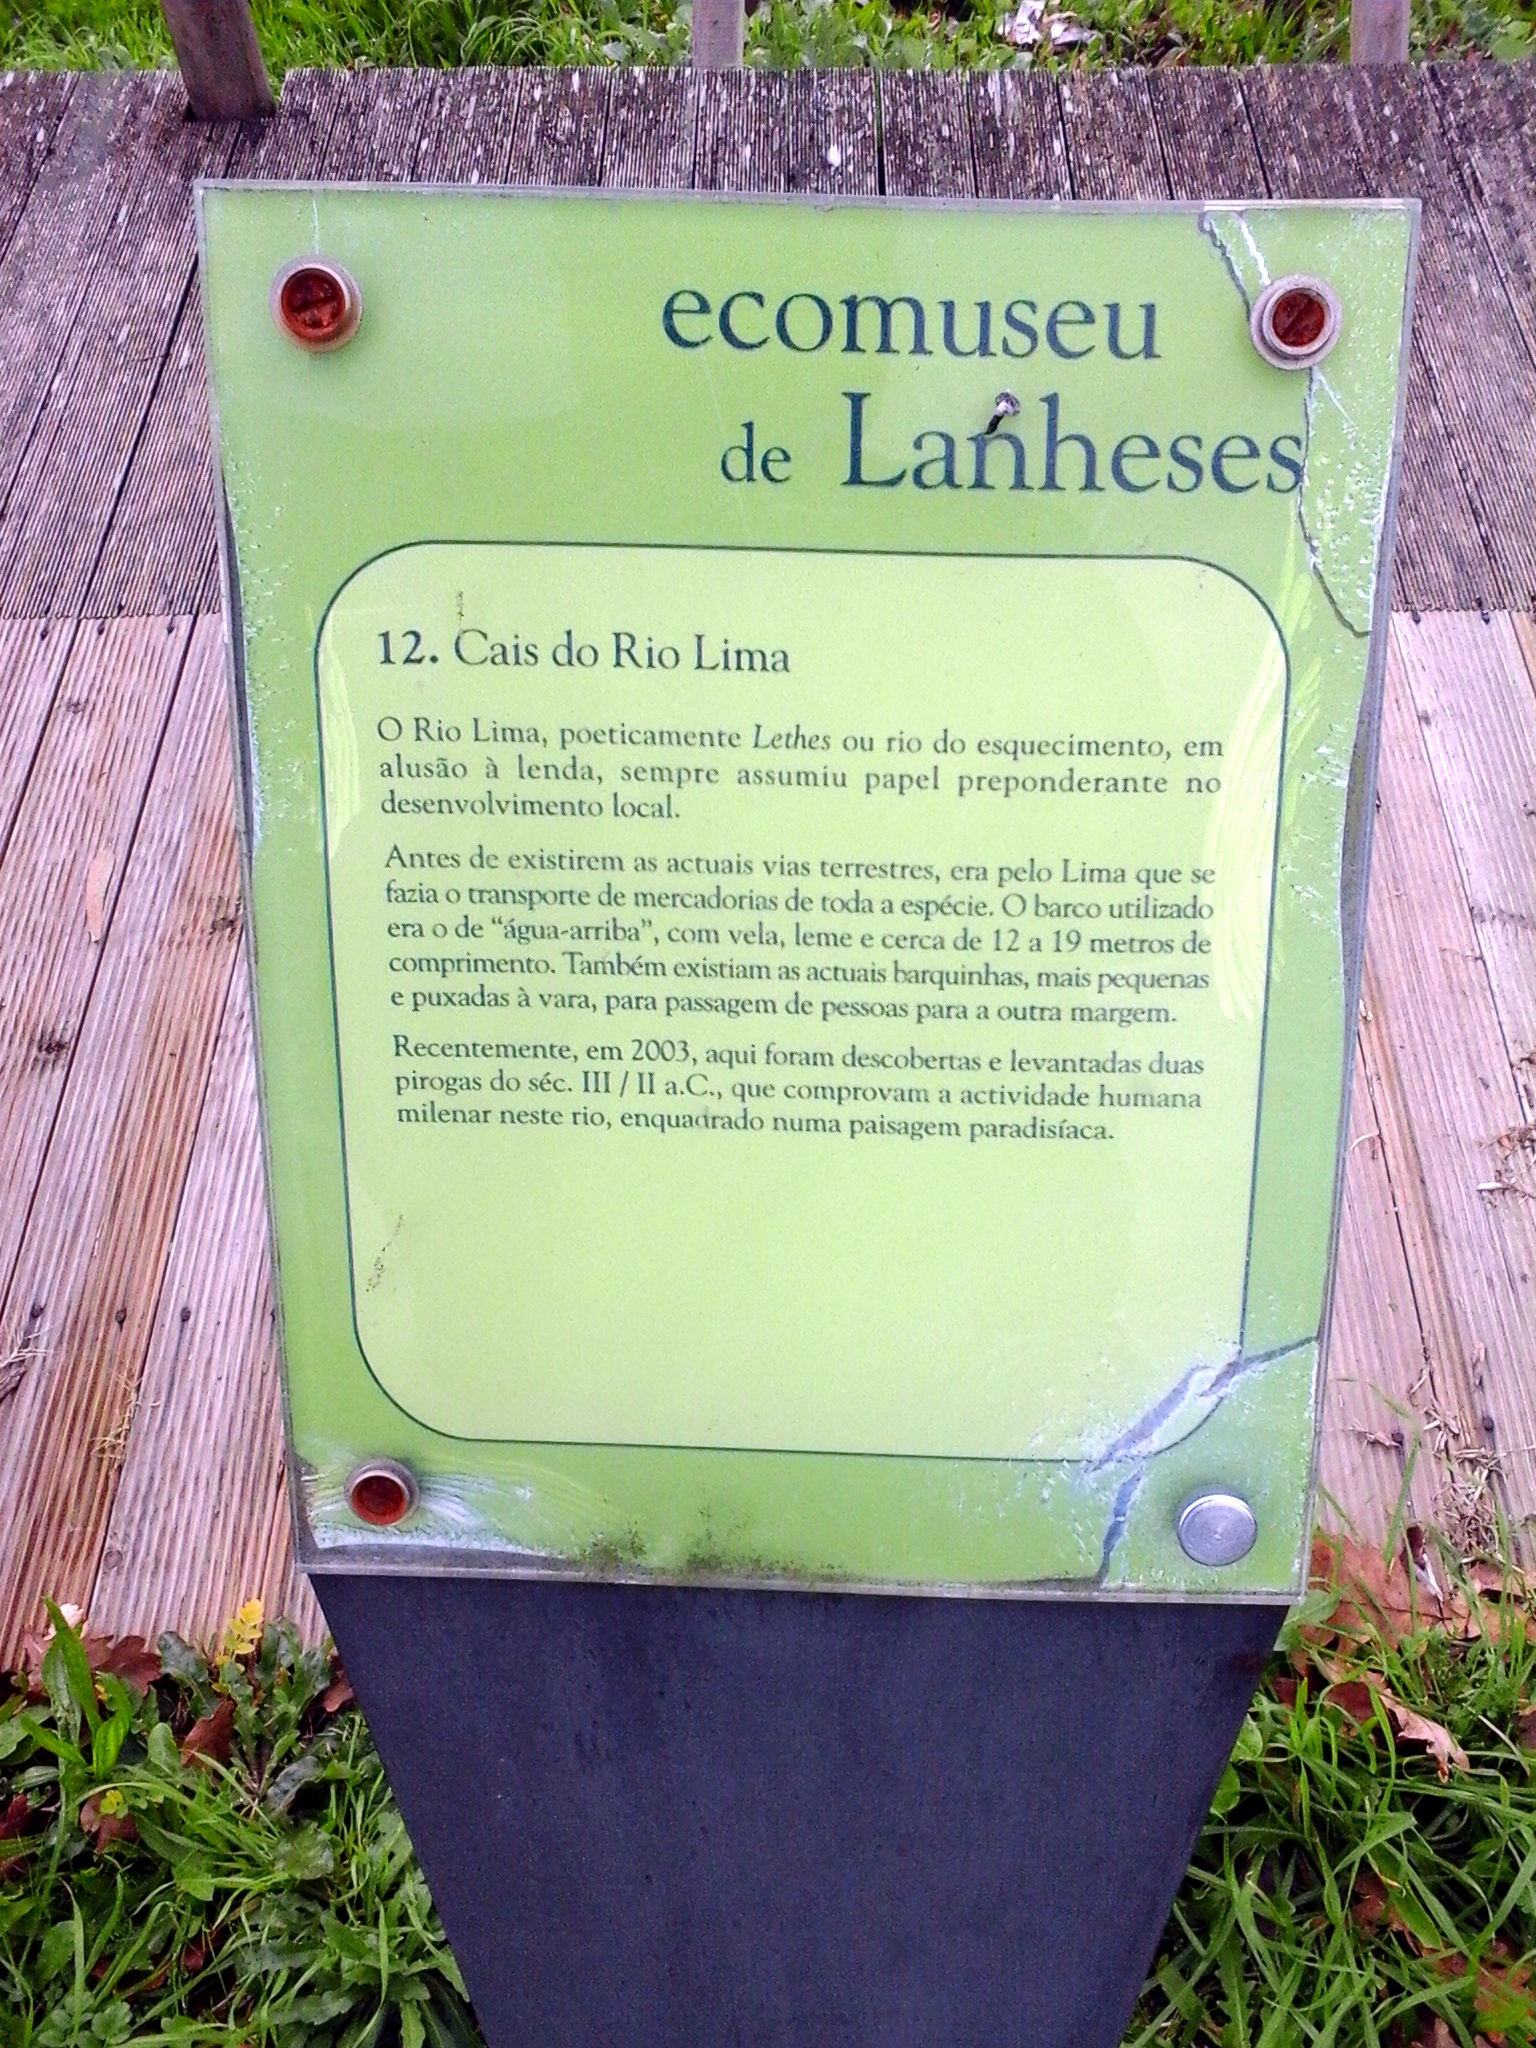 ecomuseu
de Lanheses
12. Cais do Rio Lima
O Rio Lima, poeticamente Lethes ou rio do esquecimento, em
alusão à lenda, sempre assumiu papel preponderante no
desenvolvimento local.
Antes de existirem as actuais vias terrestres, era pelo Lima que se
fazia o transporte de mercadorias de toda a espécie. O barco utilizado
era o de “água-arriba”, com vela, leme e cerca de 12 a 19 metros de
comprimento. Também existiam as actuais barquinhas, mais pequenas
e puxadas à vara, para passagem de pessoas para a outra margem.
Recentemente, em 2003, aqui foram descobertas e levantadas duas
pirogas do séc. III / II a.C., que comprovam a actividade humana
milenar neste rio, enquadrado numa paisagem paradisíaca.